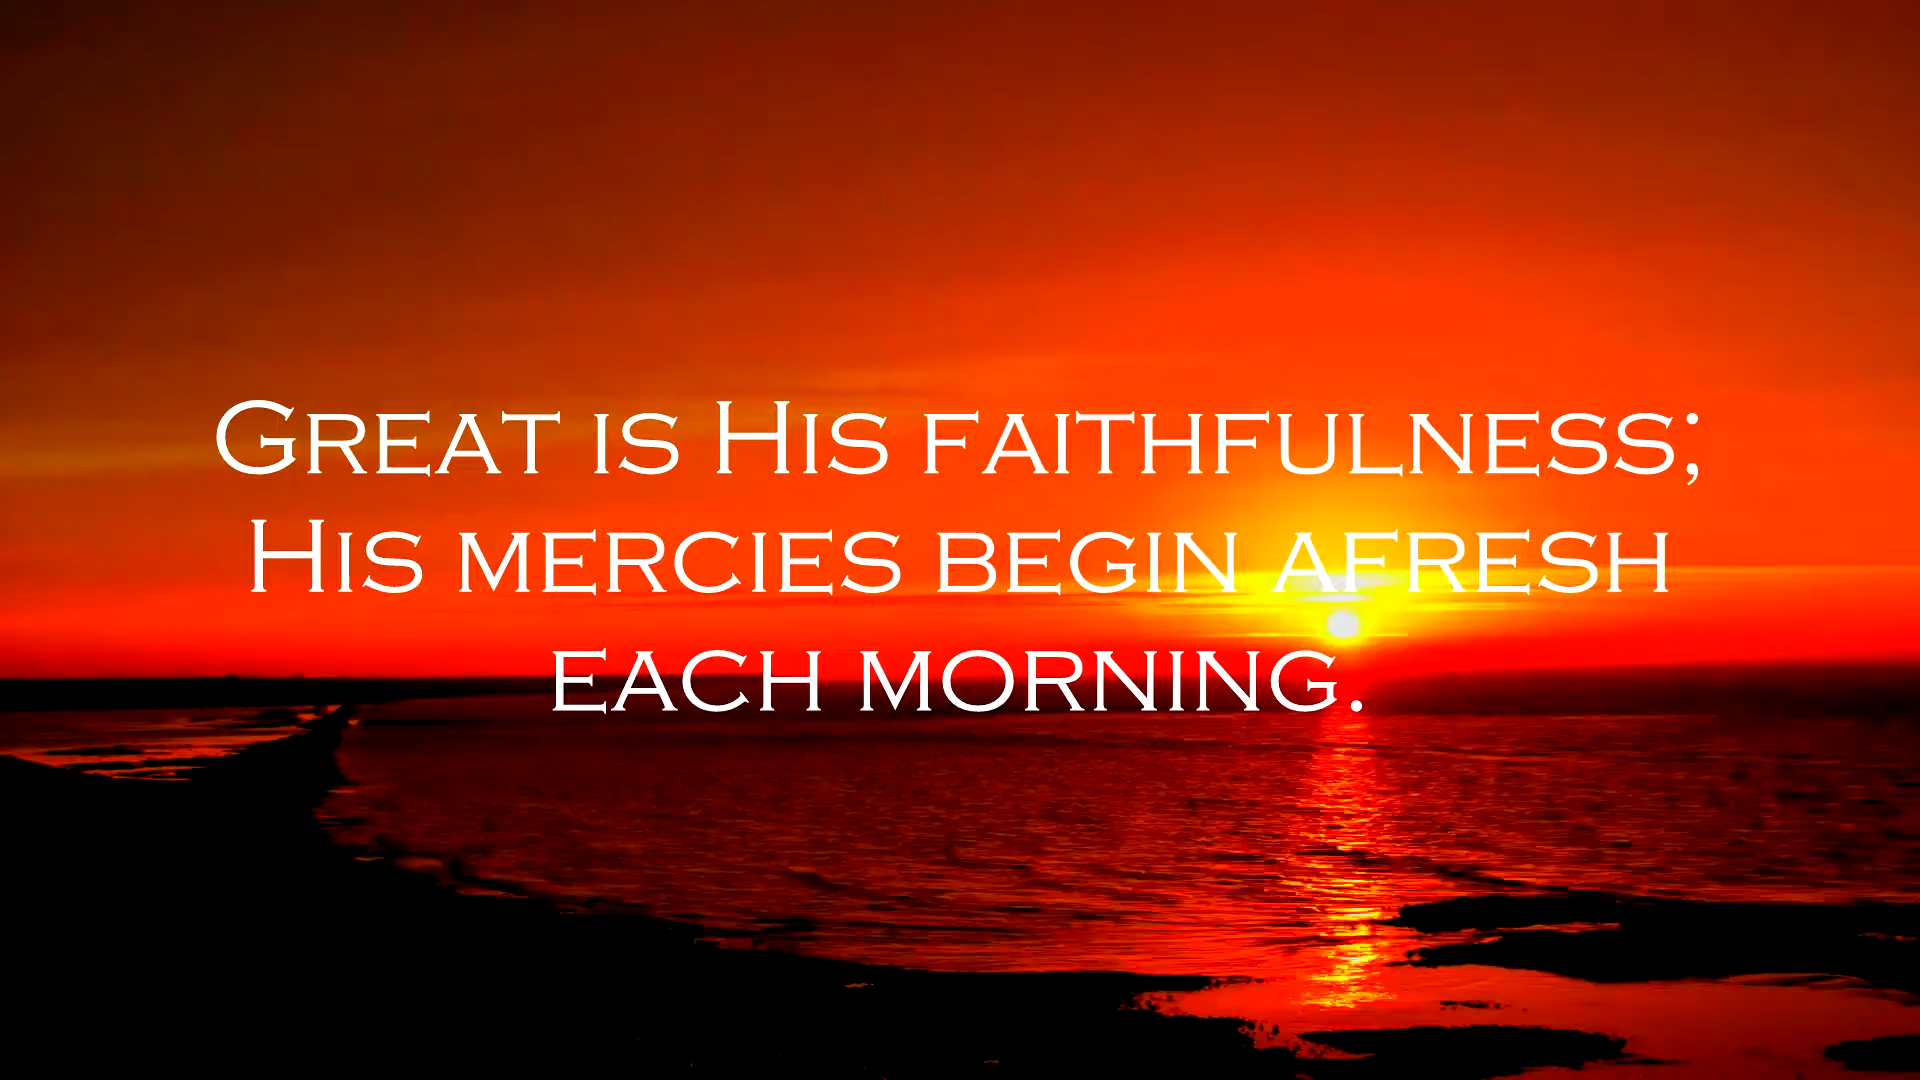 Great is His faithfulness;
His mercies begin afresh
each morning.